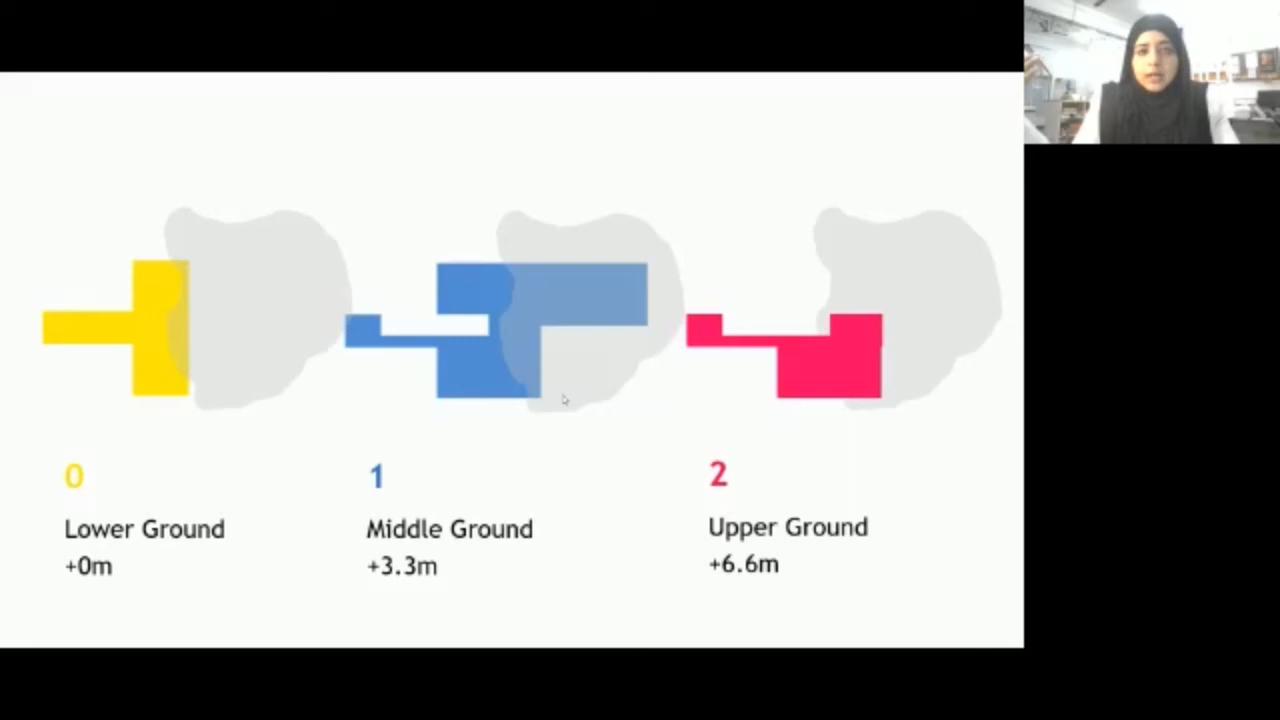 0
Lower Ground
+0m
1
Middle Ground
+3.3m
2
Upper Ground
+6.6m